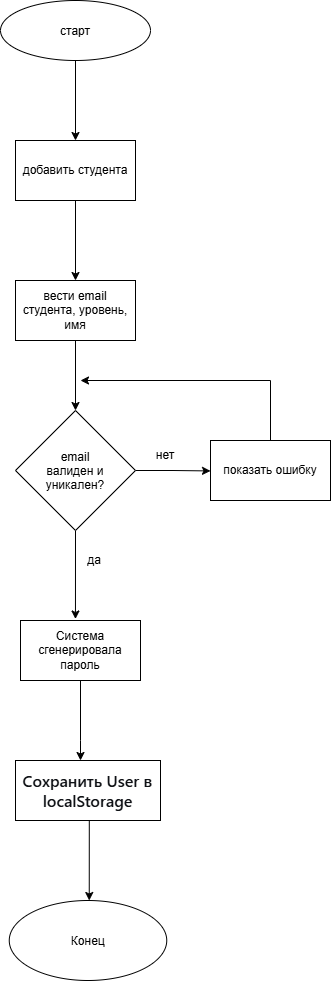 старт
добавить студента
вести email
студента, уровень,
имя
email
валиден и
уникален?
нет
показать ошибку
да
Система
сгенерировала
пароль
Сохранить User в
localStorage
Конец